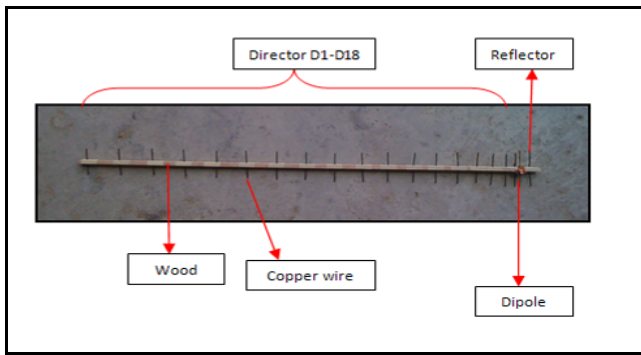 Director D1-D18
Reflector
Wood
Copper wire
Dipole